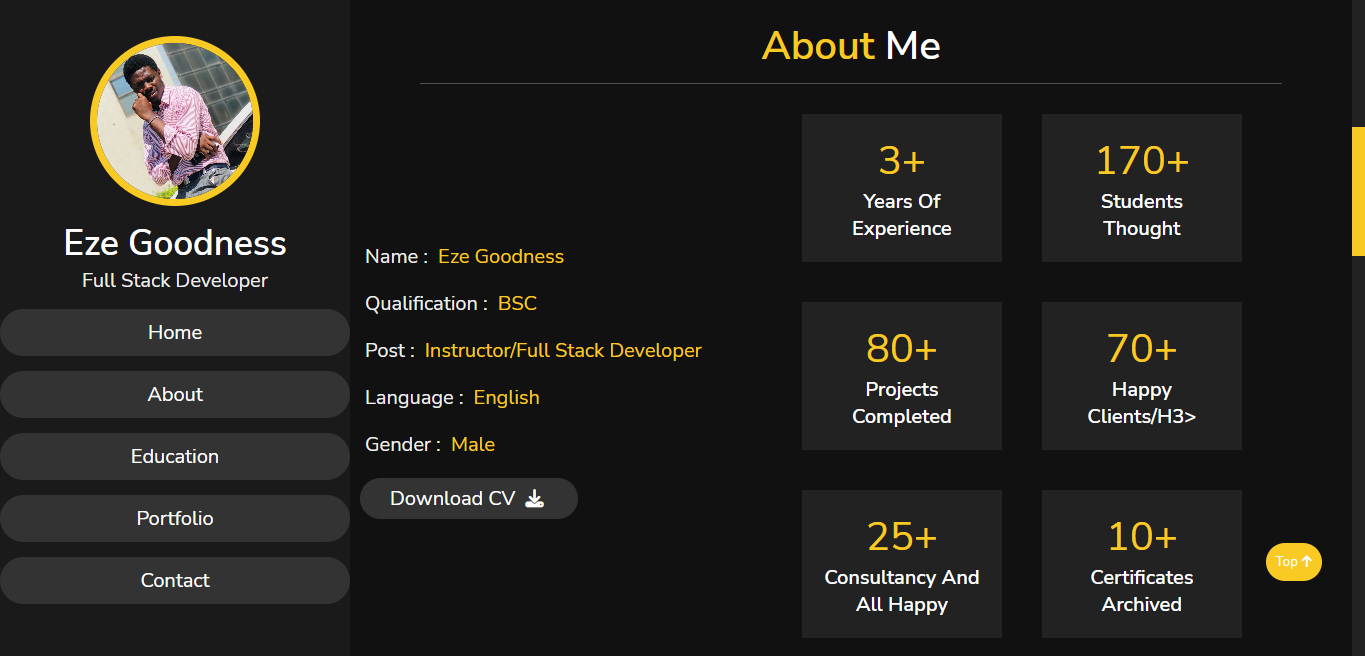 Eze Goodness
Full Stack Developer
Home
About
Education
Portfolio
Contact
About Me
Name : Eze Goodness
Qualification : BSC
Post : Instructor/Full Stack Developer
Language : English
Gender : Male
Download CV
3+
Years Of
Experience
170+
Students
Thought
80+
Projects
Completed
70+
Happy
Clients/H3>
25+
Consultancy And
All Happy
10+
Certificates
Archived
Top